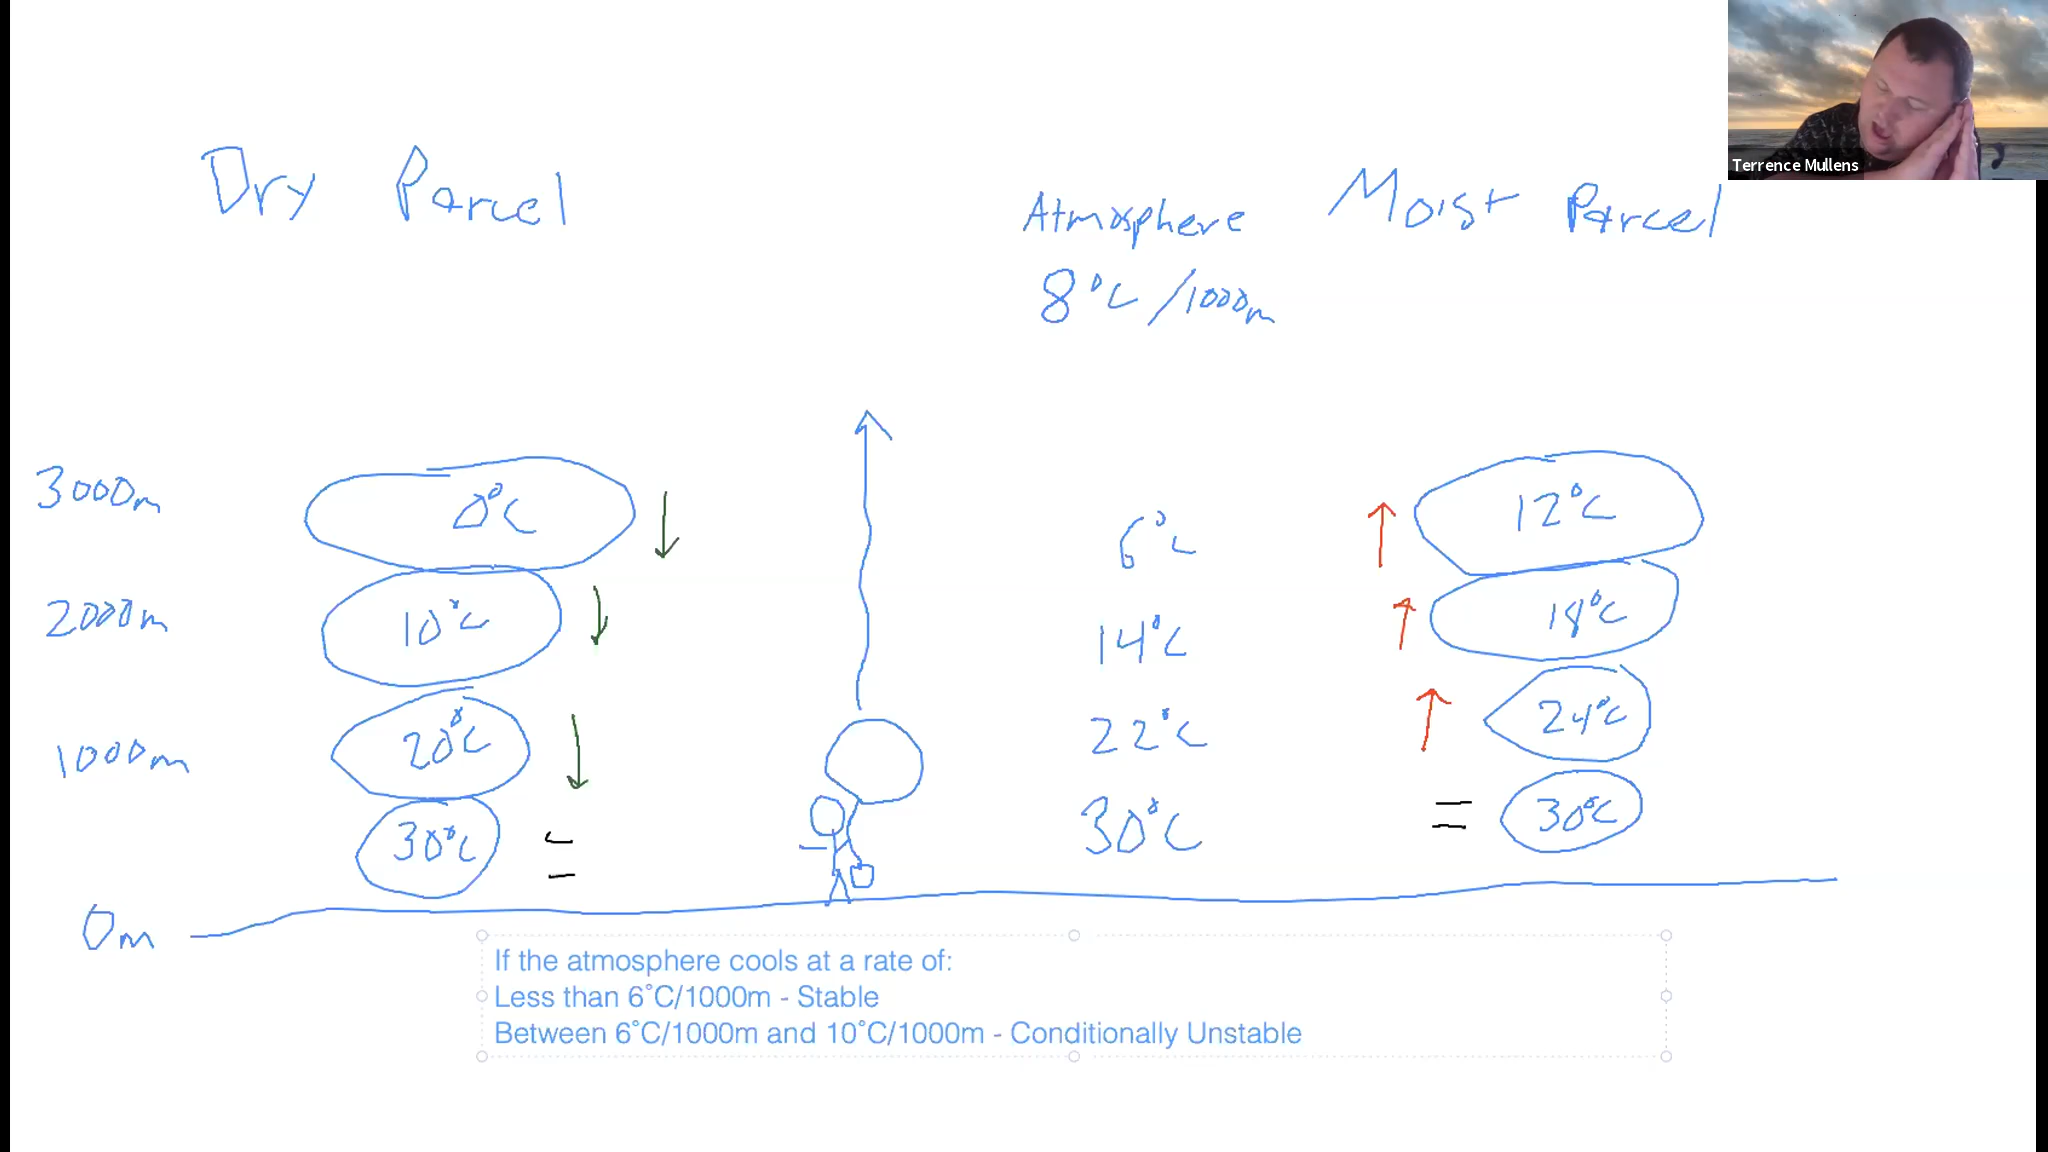 Terrence Mullens
Dry Parcel
Atmosphere
8°C/1000m
Moist Parcel
3000m 0°C 6°C 12°C
2000m 10°C 14°C 18°C
1000m 20°C 22°C 24°C
30°C = 30°C = 30°C
0m
If the atmosphere cools at a rate of:
Less than 6°C/1000m - Stable
Between 6°C/1000m and 10°C/1000m - Conditionally Unstable